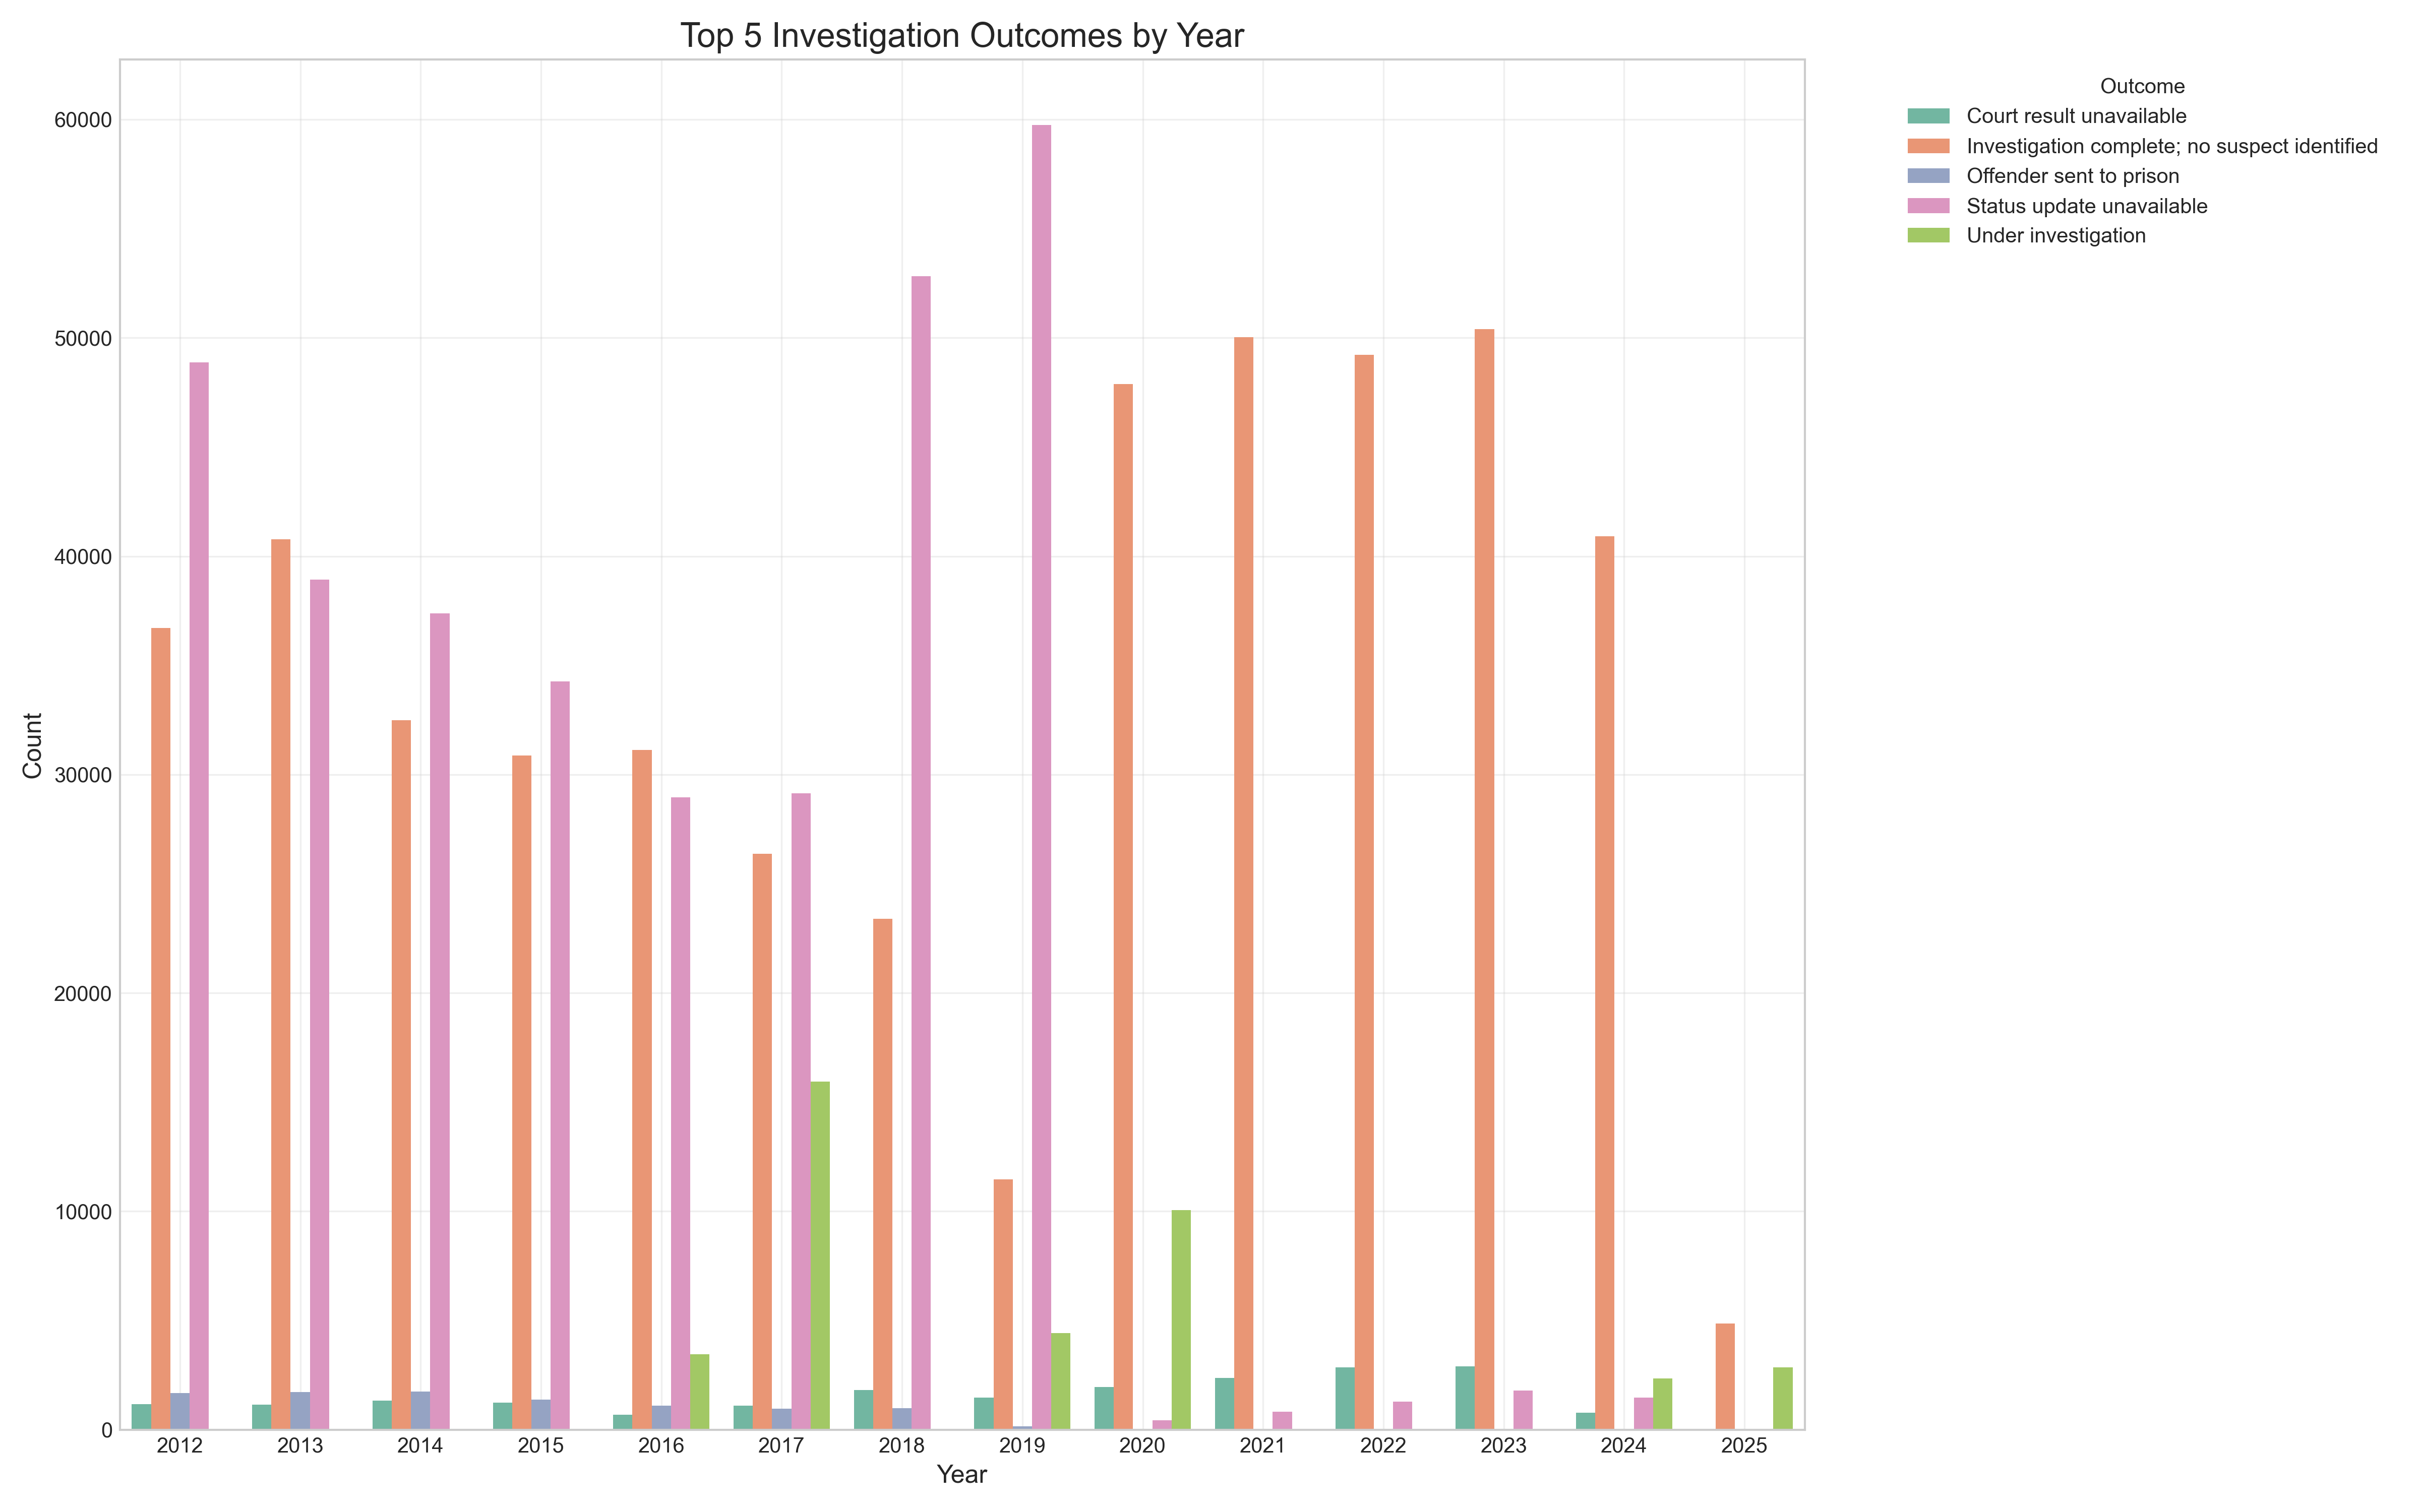 Top 5 Investigation Outcomes by Year
Outcome
Court result unavailable
Investigation complete; no suspect identified
Offender sent to prison
Status update unavailable
Under investigation
Count
60000
50000
40000
30000
20000
10000
0
2012 2013 2014 2015 2016 2017 2018 2019 2020 2021 2022 2023 2024 2025
Year